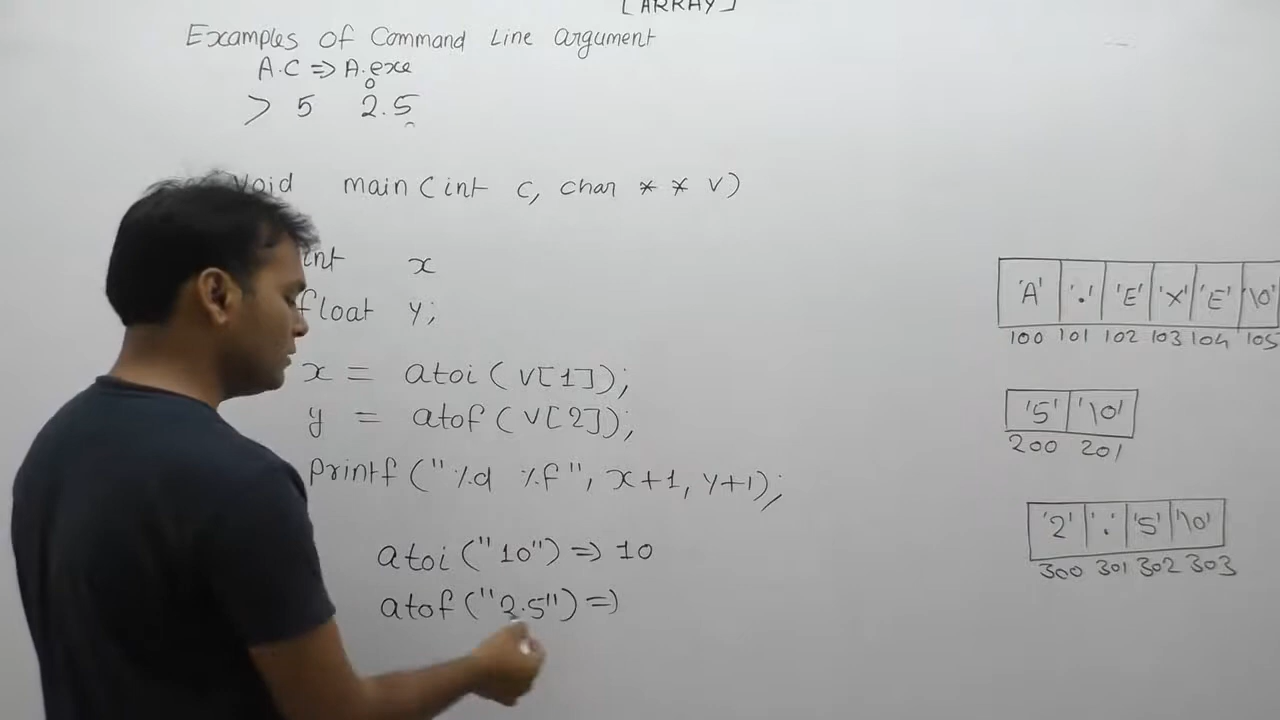 [ARRAY]
Examples of Command Line argument
A.C => A.exe
> 5 2.5
void main(int c, char * * v)
int x
float y;
x = atoi(v[1]);
y = atof(v[2]);
printf("%d %f", x+1, y+1);
atoi("10") => 10
atof("2.5") =>
'A' '.' 'E' 'X' 'E' '\0'
100 101 102 103 104 105
'5' '\0'
200 201
'2' '.' '5' '\0'
300 301 302 303